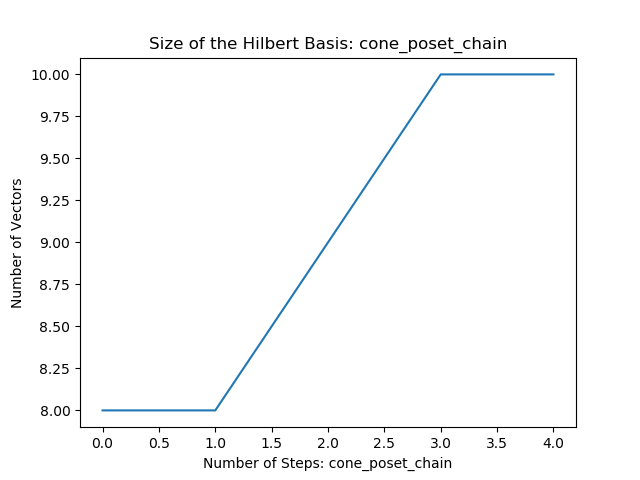 Size of the Hilbert Basis: cone_poset_chain
10.00
9.75
9.50
9.25
9.00
8.75
8.50
8.25
8.00
Number of Vectors
0.0 0.5 1.0 1.5 2.0 2.5 3.0 3.5 4.0
Number of Steps: cone_poset_chain